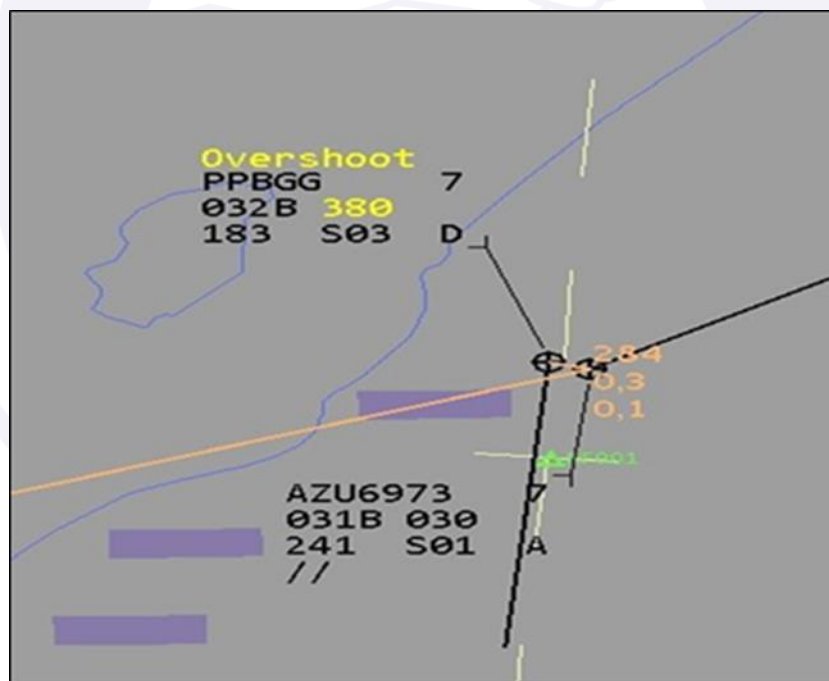 Overshoot
PPBGG 7
032B 380
183 S03 D
284
0,3
0,1
AZU6973 7
031B 030
241 S01 A
//